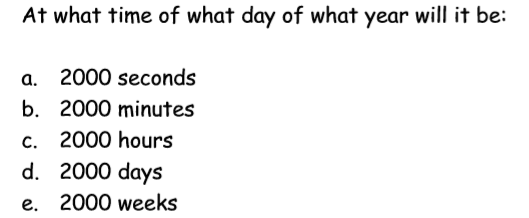 At what time of what day of what year will it be:
a. 2000 seconds
b. 2000 minutes
c. 2000 hours
d. 2000 days
e. 2000 weeks